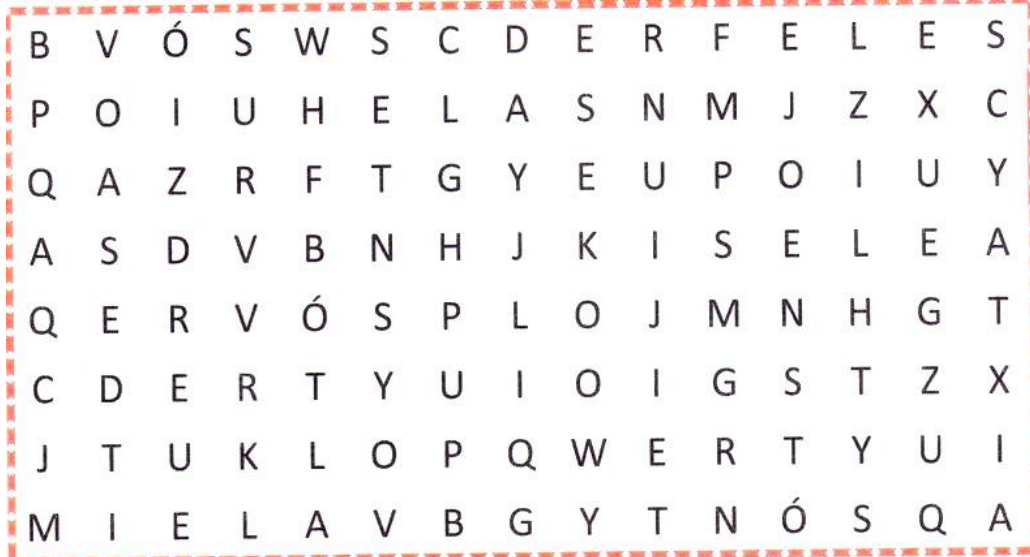 B V Ó S W S C D E R F E L E S
P O I U H E L A S N M J Z X C
Q A Z R F T G Y E U P O I U Y
A S D V B N H J K I S E L E A
Q E R V Ó S P L O J M N H G T
C D E R T Y U I O I G S T Z X
J T U K L O P Q W E R T Y U I
M I E L A V B G Y T N Ó S Q A